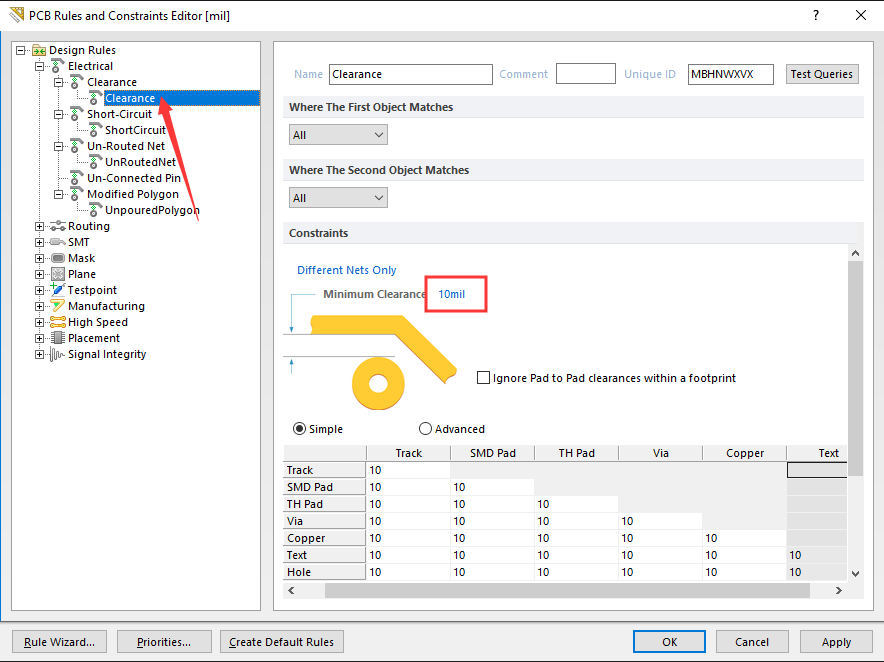 PCB Rules and Constraints Editor [mil]
?
Design Rules
Electrical
Clearance
Clearance
Short-Circuit
ShortCircuit
Un-Routed Net
UnRoutedNet
Un-Connected Pin
Modified Polygon
UnpouredPolygon
Routing
SMT
Mask
Plane
Testpoint
Manufacturing
High Speed
Placement
Signal Integrity
Name Clearance Comment Unique ID MBHNWXVX Test Queries
Where The First Object Matches
All
Where The Second Object Matches
All
Constraints
Different Nets Only
Minimum Clearance 10mil
Ignore Pad to Pad clearances within a footprint
Simple Advanced
Track SMD Pad TH Pad Via Copper Text
Track 10
SMD Pad 10 10
TH Pad 10 10 10
Via 10 10 10 10
Copper 10 10 10 10 10
Text 10 10 10 10 10 10
Hole 10 10 10 10 10 10
Rule Wizard... Priorities... Create Default Rules OK Cancel Apply